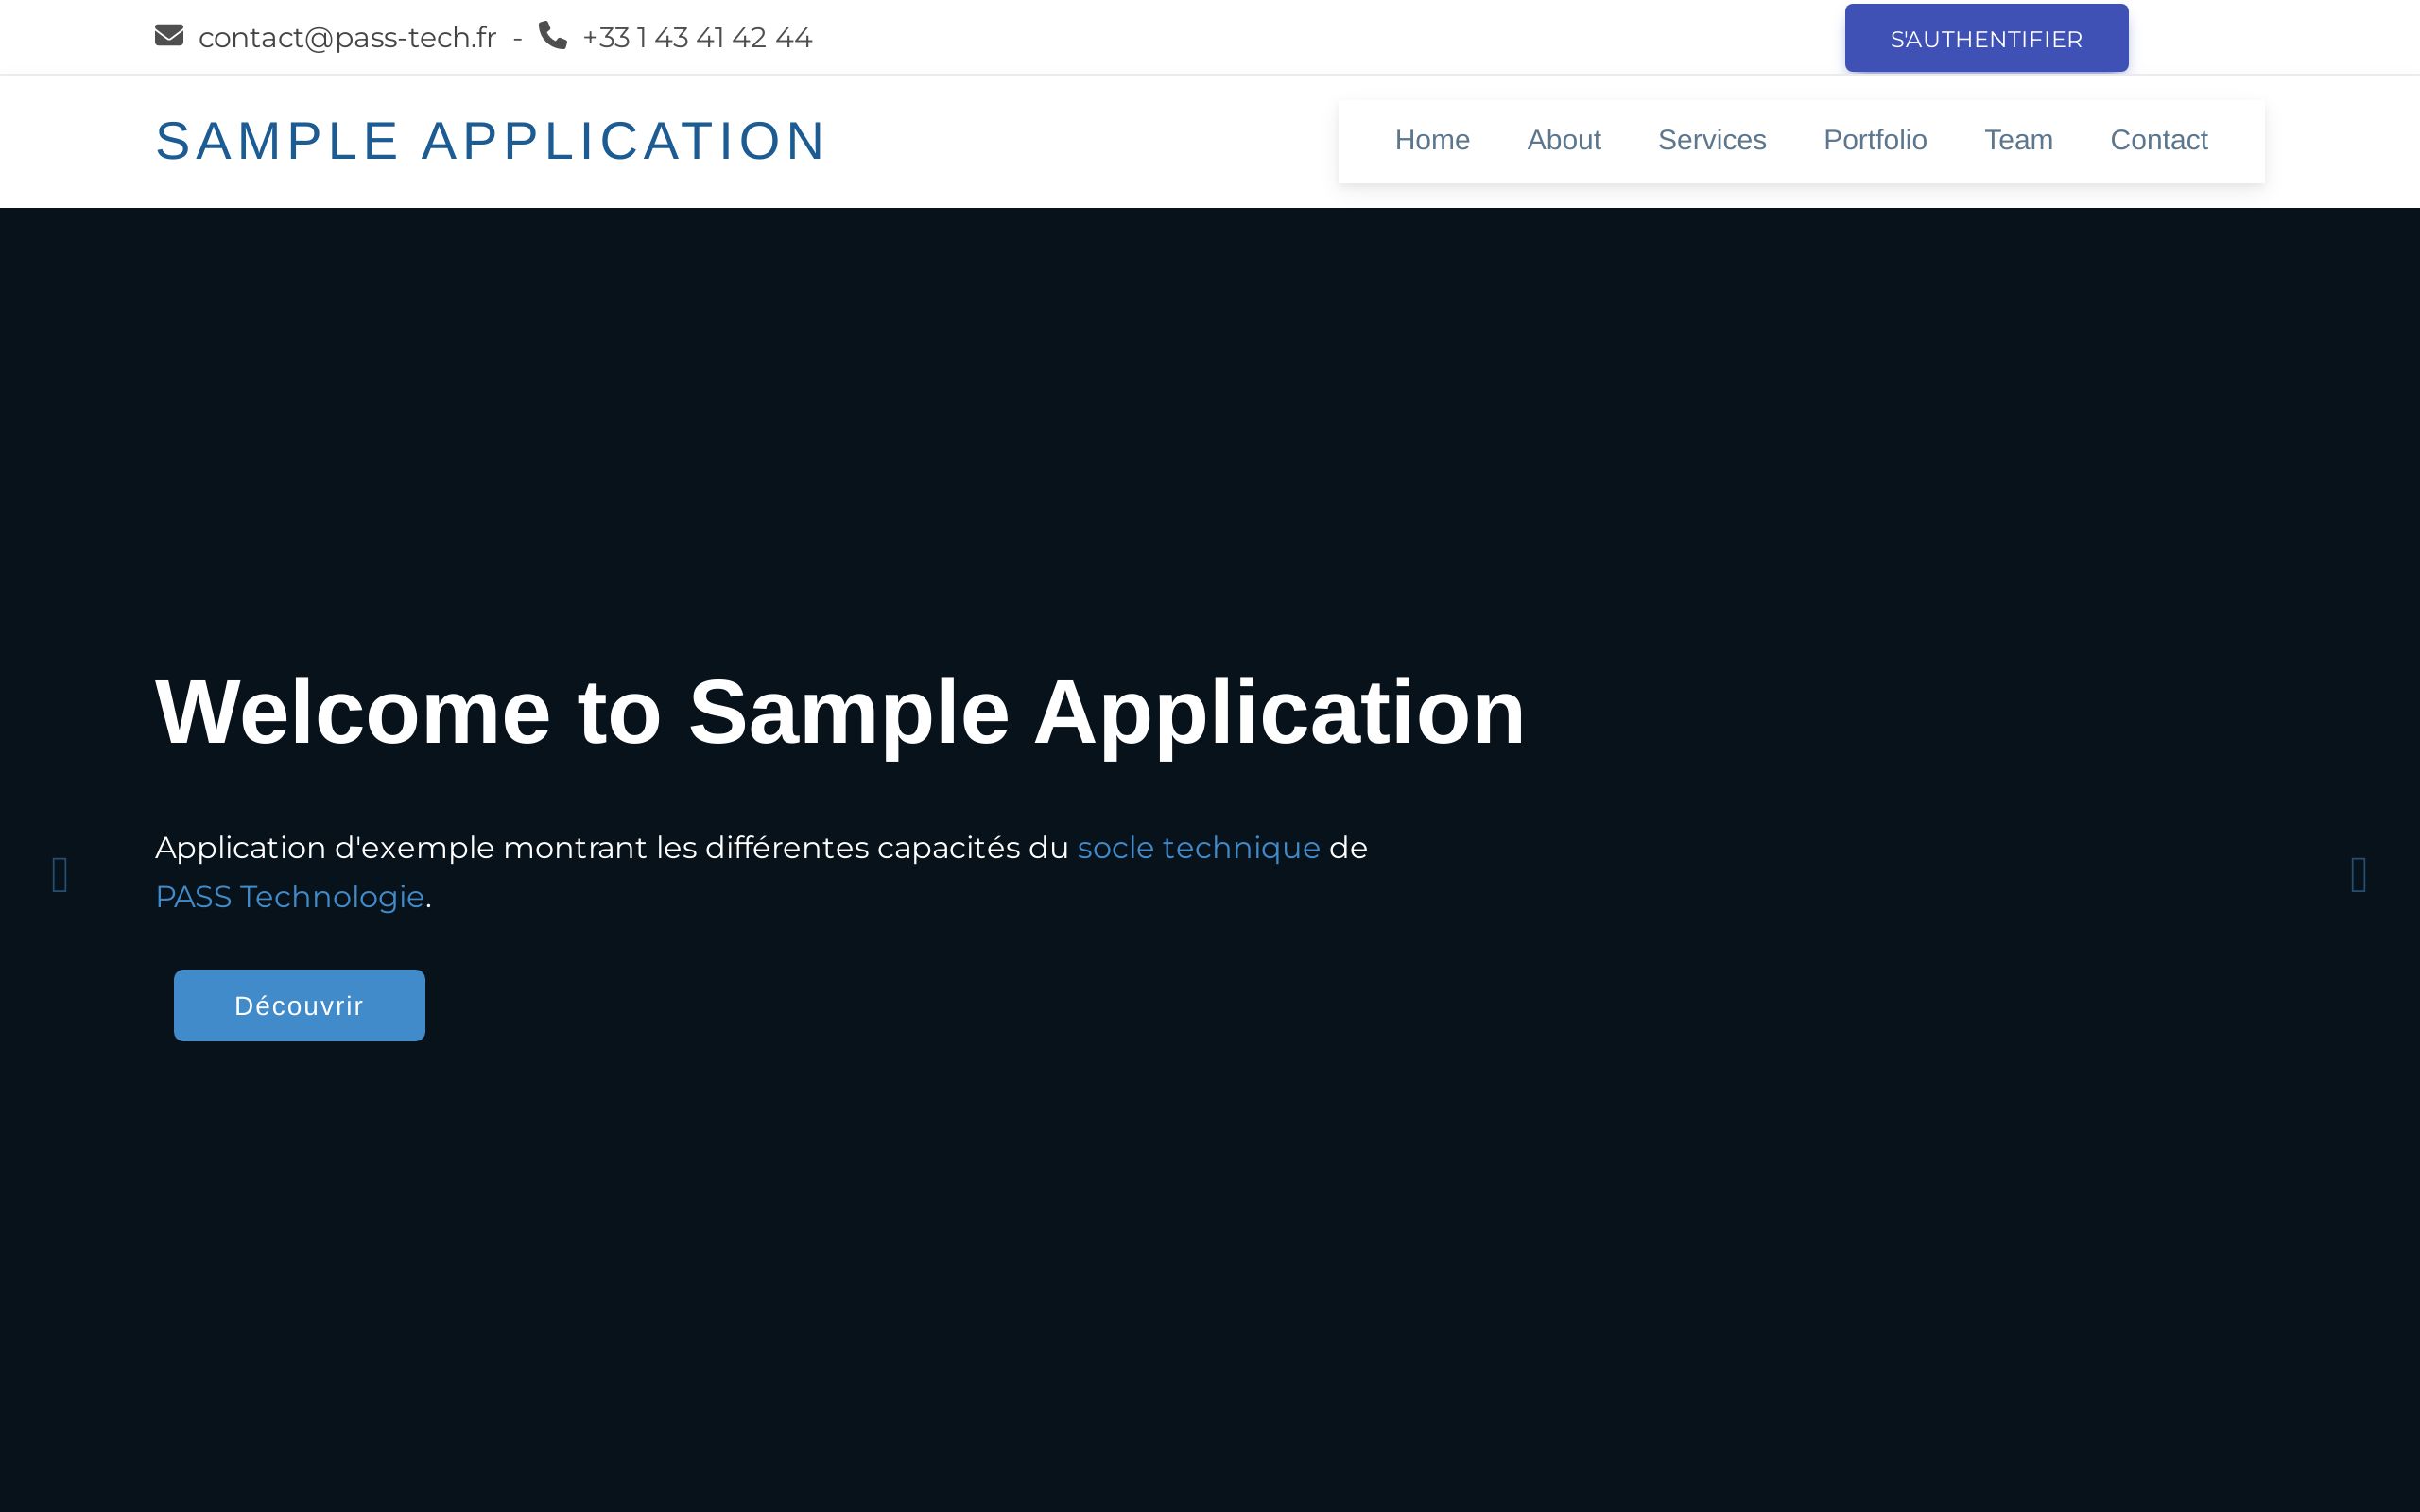 contact@pass-tech.fr - +33 1 43 41 42 44
S'AUTHENTIFIER
SAMPLE APPLICATION
Home About Services Portfolio Team Contact
Welcome to Sample Application
Application d'exemple montrant les différentes capacités du socle technique de
PASS Technologie.
Découvrir